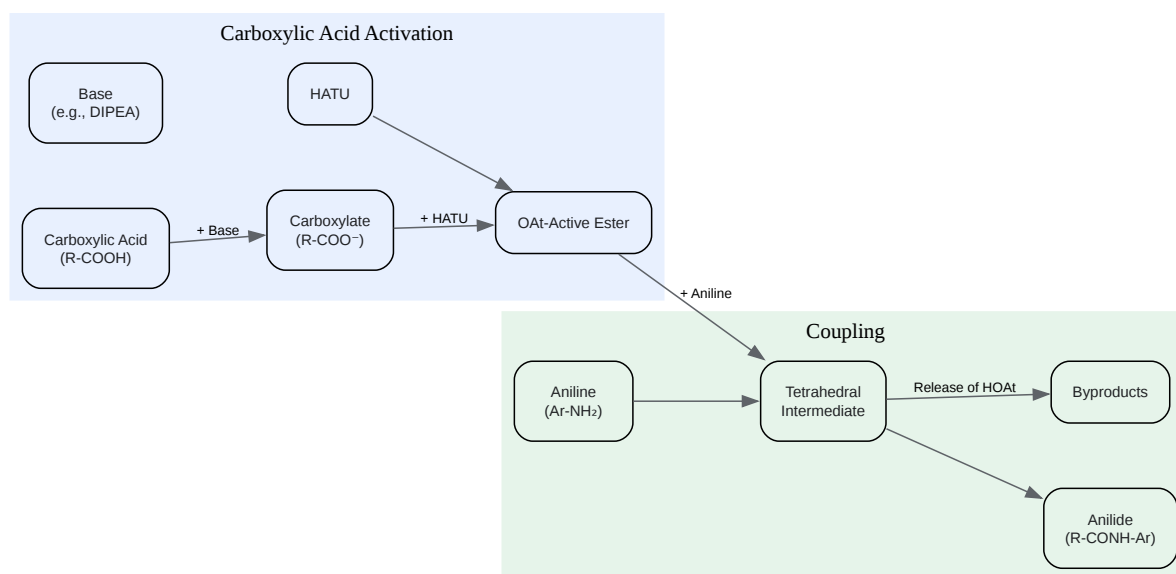 Carboxylic Acid Activation
Base
(e.g., DIPEA)
HATU
Carboxylic Acid
(R-COOH)
+ Base
Carboxylate
(R-COO⁻)
+ HATU
OAt-Active Ester
+ Aniline
Coupling
Aniline
(Ar-NH₂)
Tetrahedral
Intermediate
Release of HOAt
Byproducts
Anilide
(R-CONH-Ar)